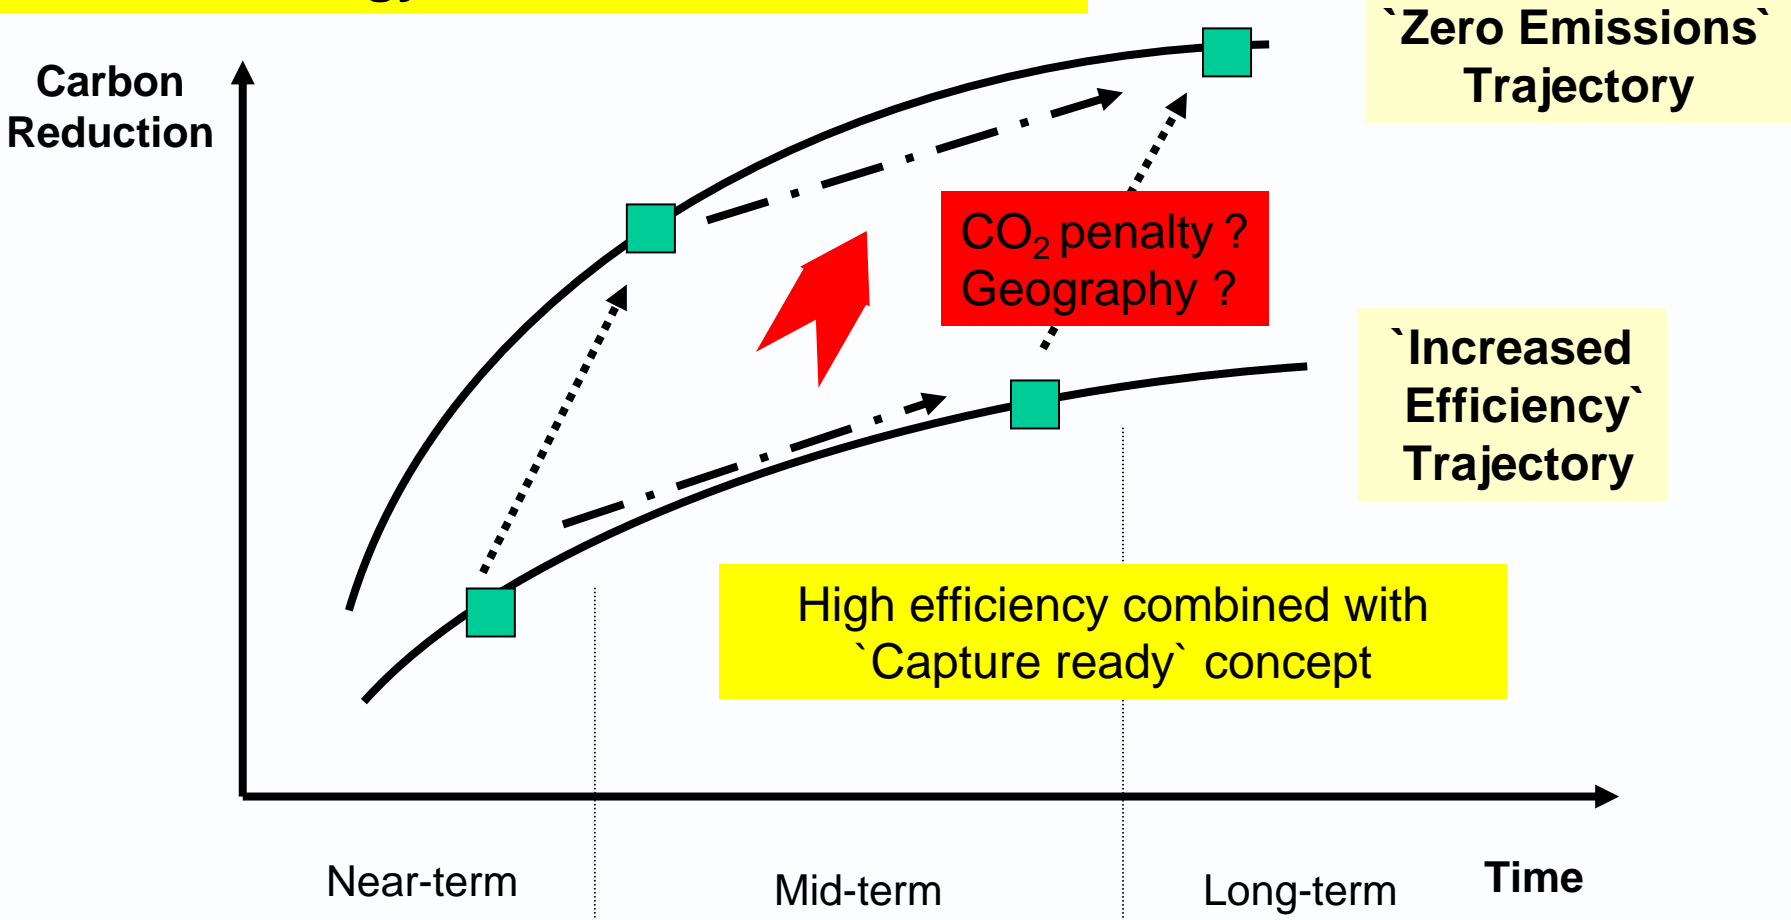 `Zero Emissions`
Trajectory
Carbon
Reduction
CO₂ penalty ?
Geography ?
`Increased
Efficiency`
Trajectory
High efficiency combined with
`Capture ready` concept
Near-term
Mid-term
Long-term
Time